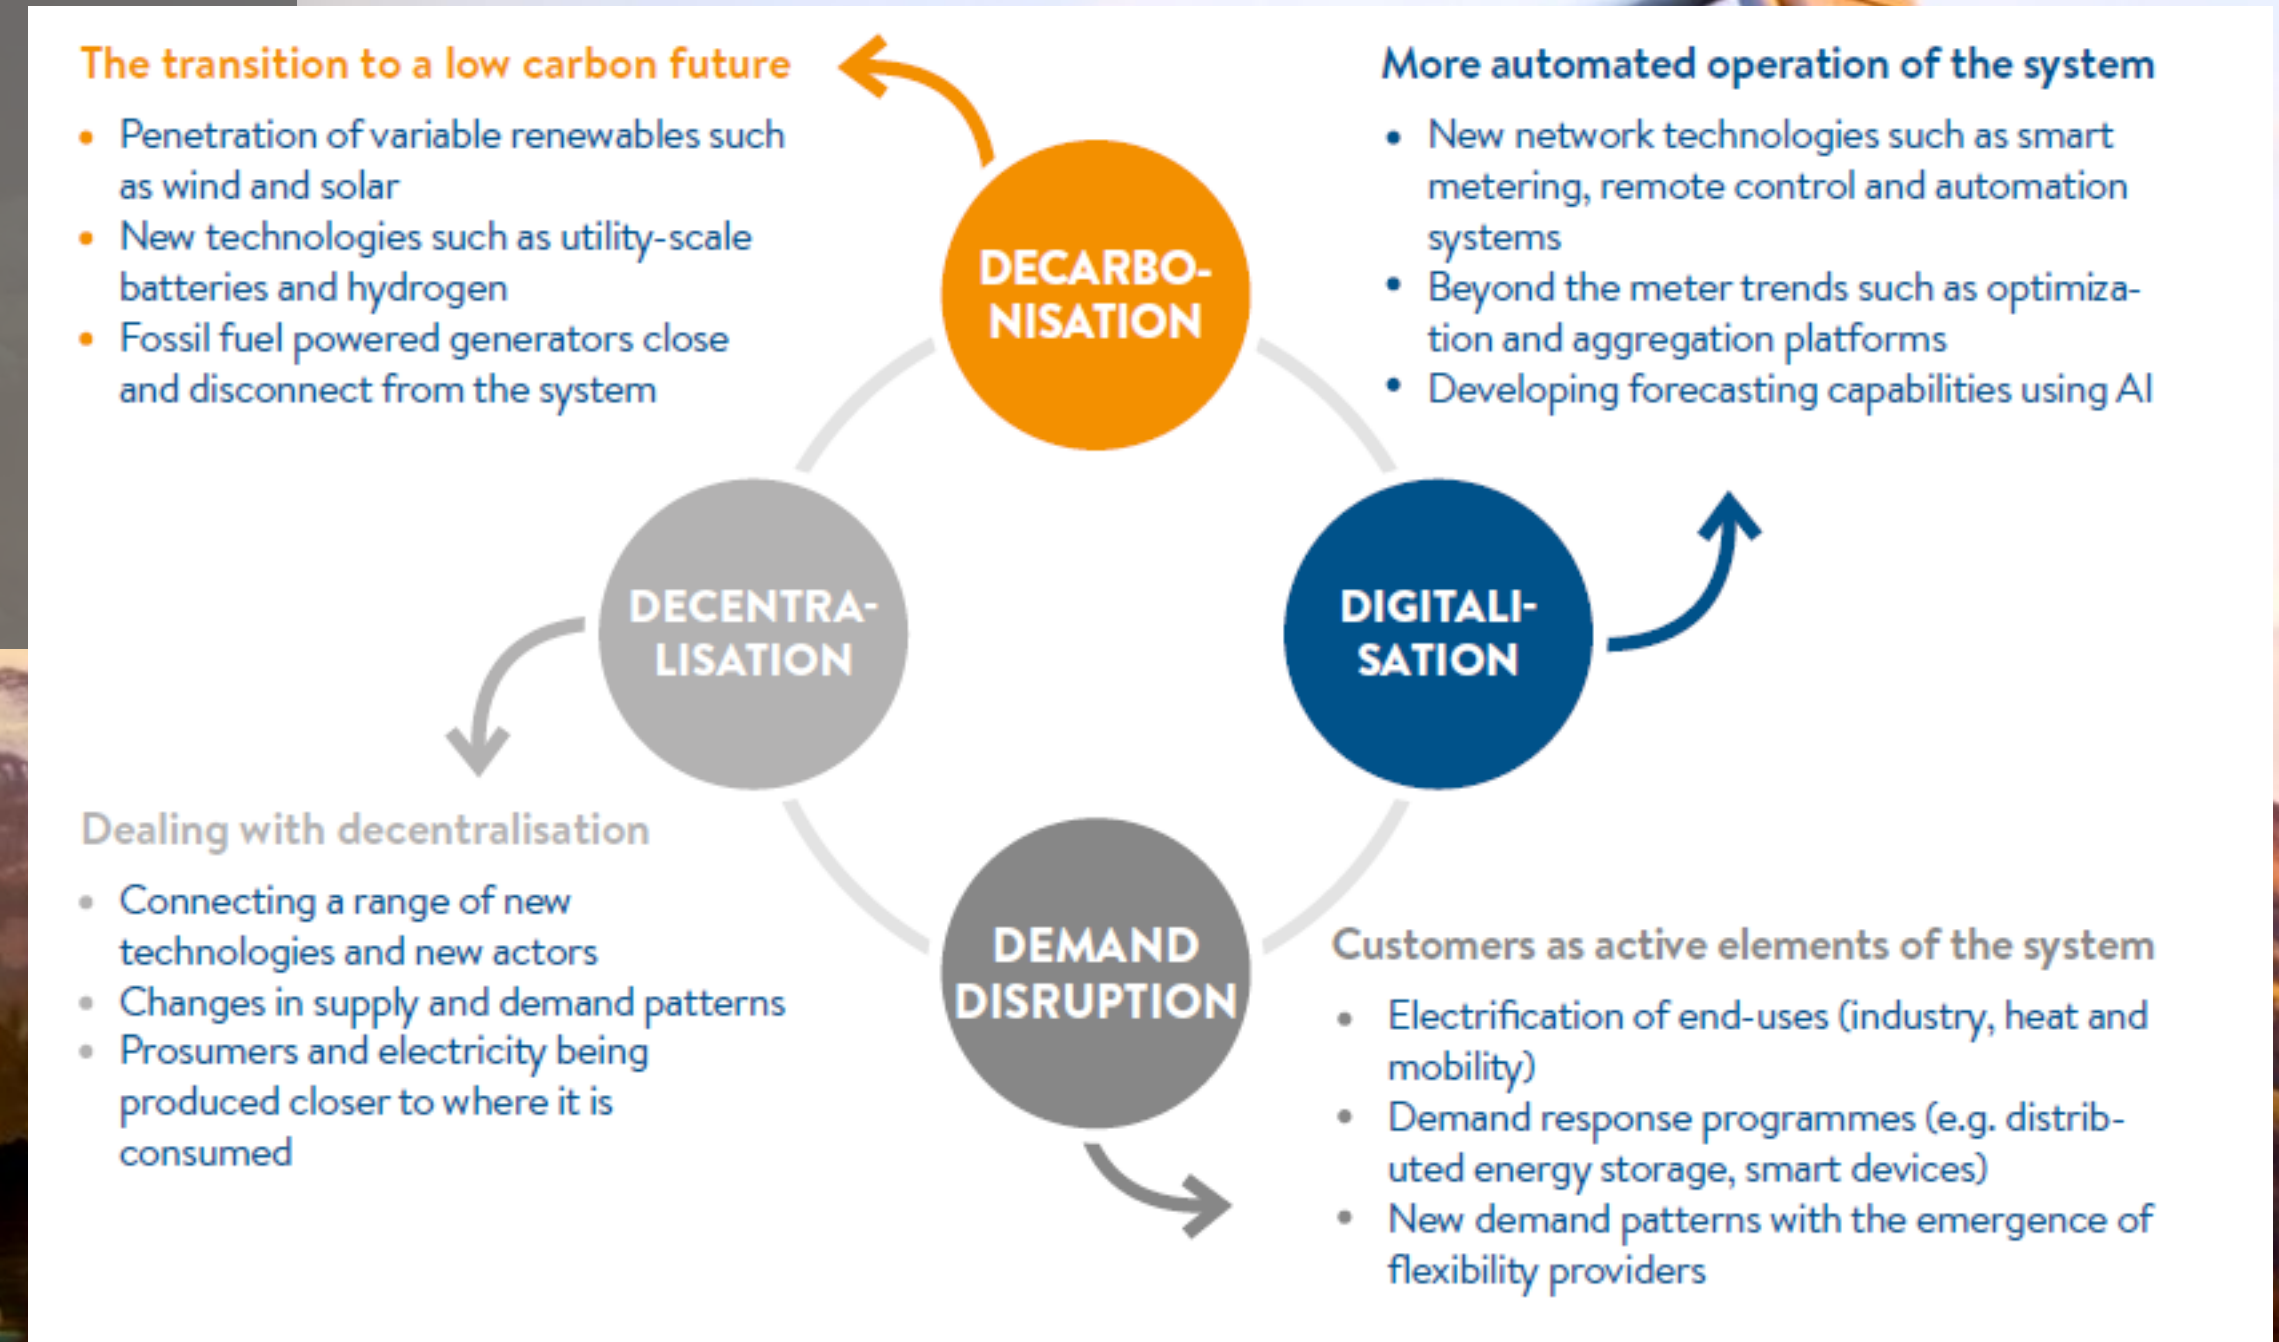 The transition to a low carbon future
• Penetration of variable renewables such
as wind and solar
• New technologies such as utility-scale
batteries and hydrogen
• Fossil fuel powered generators close
and disconnect from the system
More automated operation of the system
• New network technologies such as smart
metering, remote control and automation
systems
• Beyond the meter trends such as optimiza-
tion and aggregation platforms
• Developing forecasting capabilities using AI
DECARBO-
NISATION
DECENTRA-
LISATION
DIGITALI-
SATION
DEMAND
DISRUPTION
Dealing with decentralisation
• Connecting a range of new
technologies and new actors
• Changes in supply and demand patterns
• Prosumers and electricity being
produced closer to where it is
consumed
Customers as active elements of the system
• Electrification of end-uses (industry, heat and
mobility)
• Demand response programmes (e.g. distrib-
uted energy storage, smart devices)
• New demand patterns with the emergence of
flexibility providers